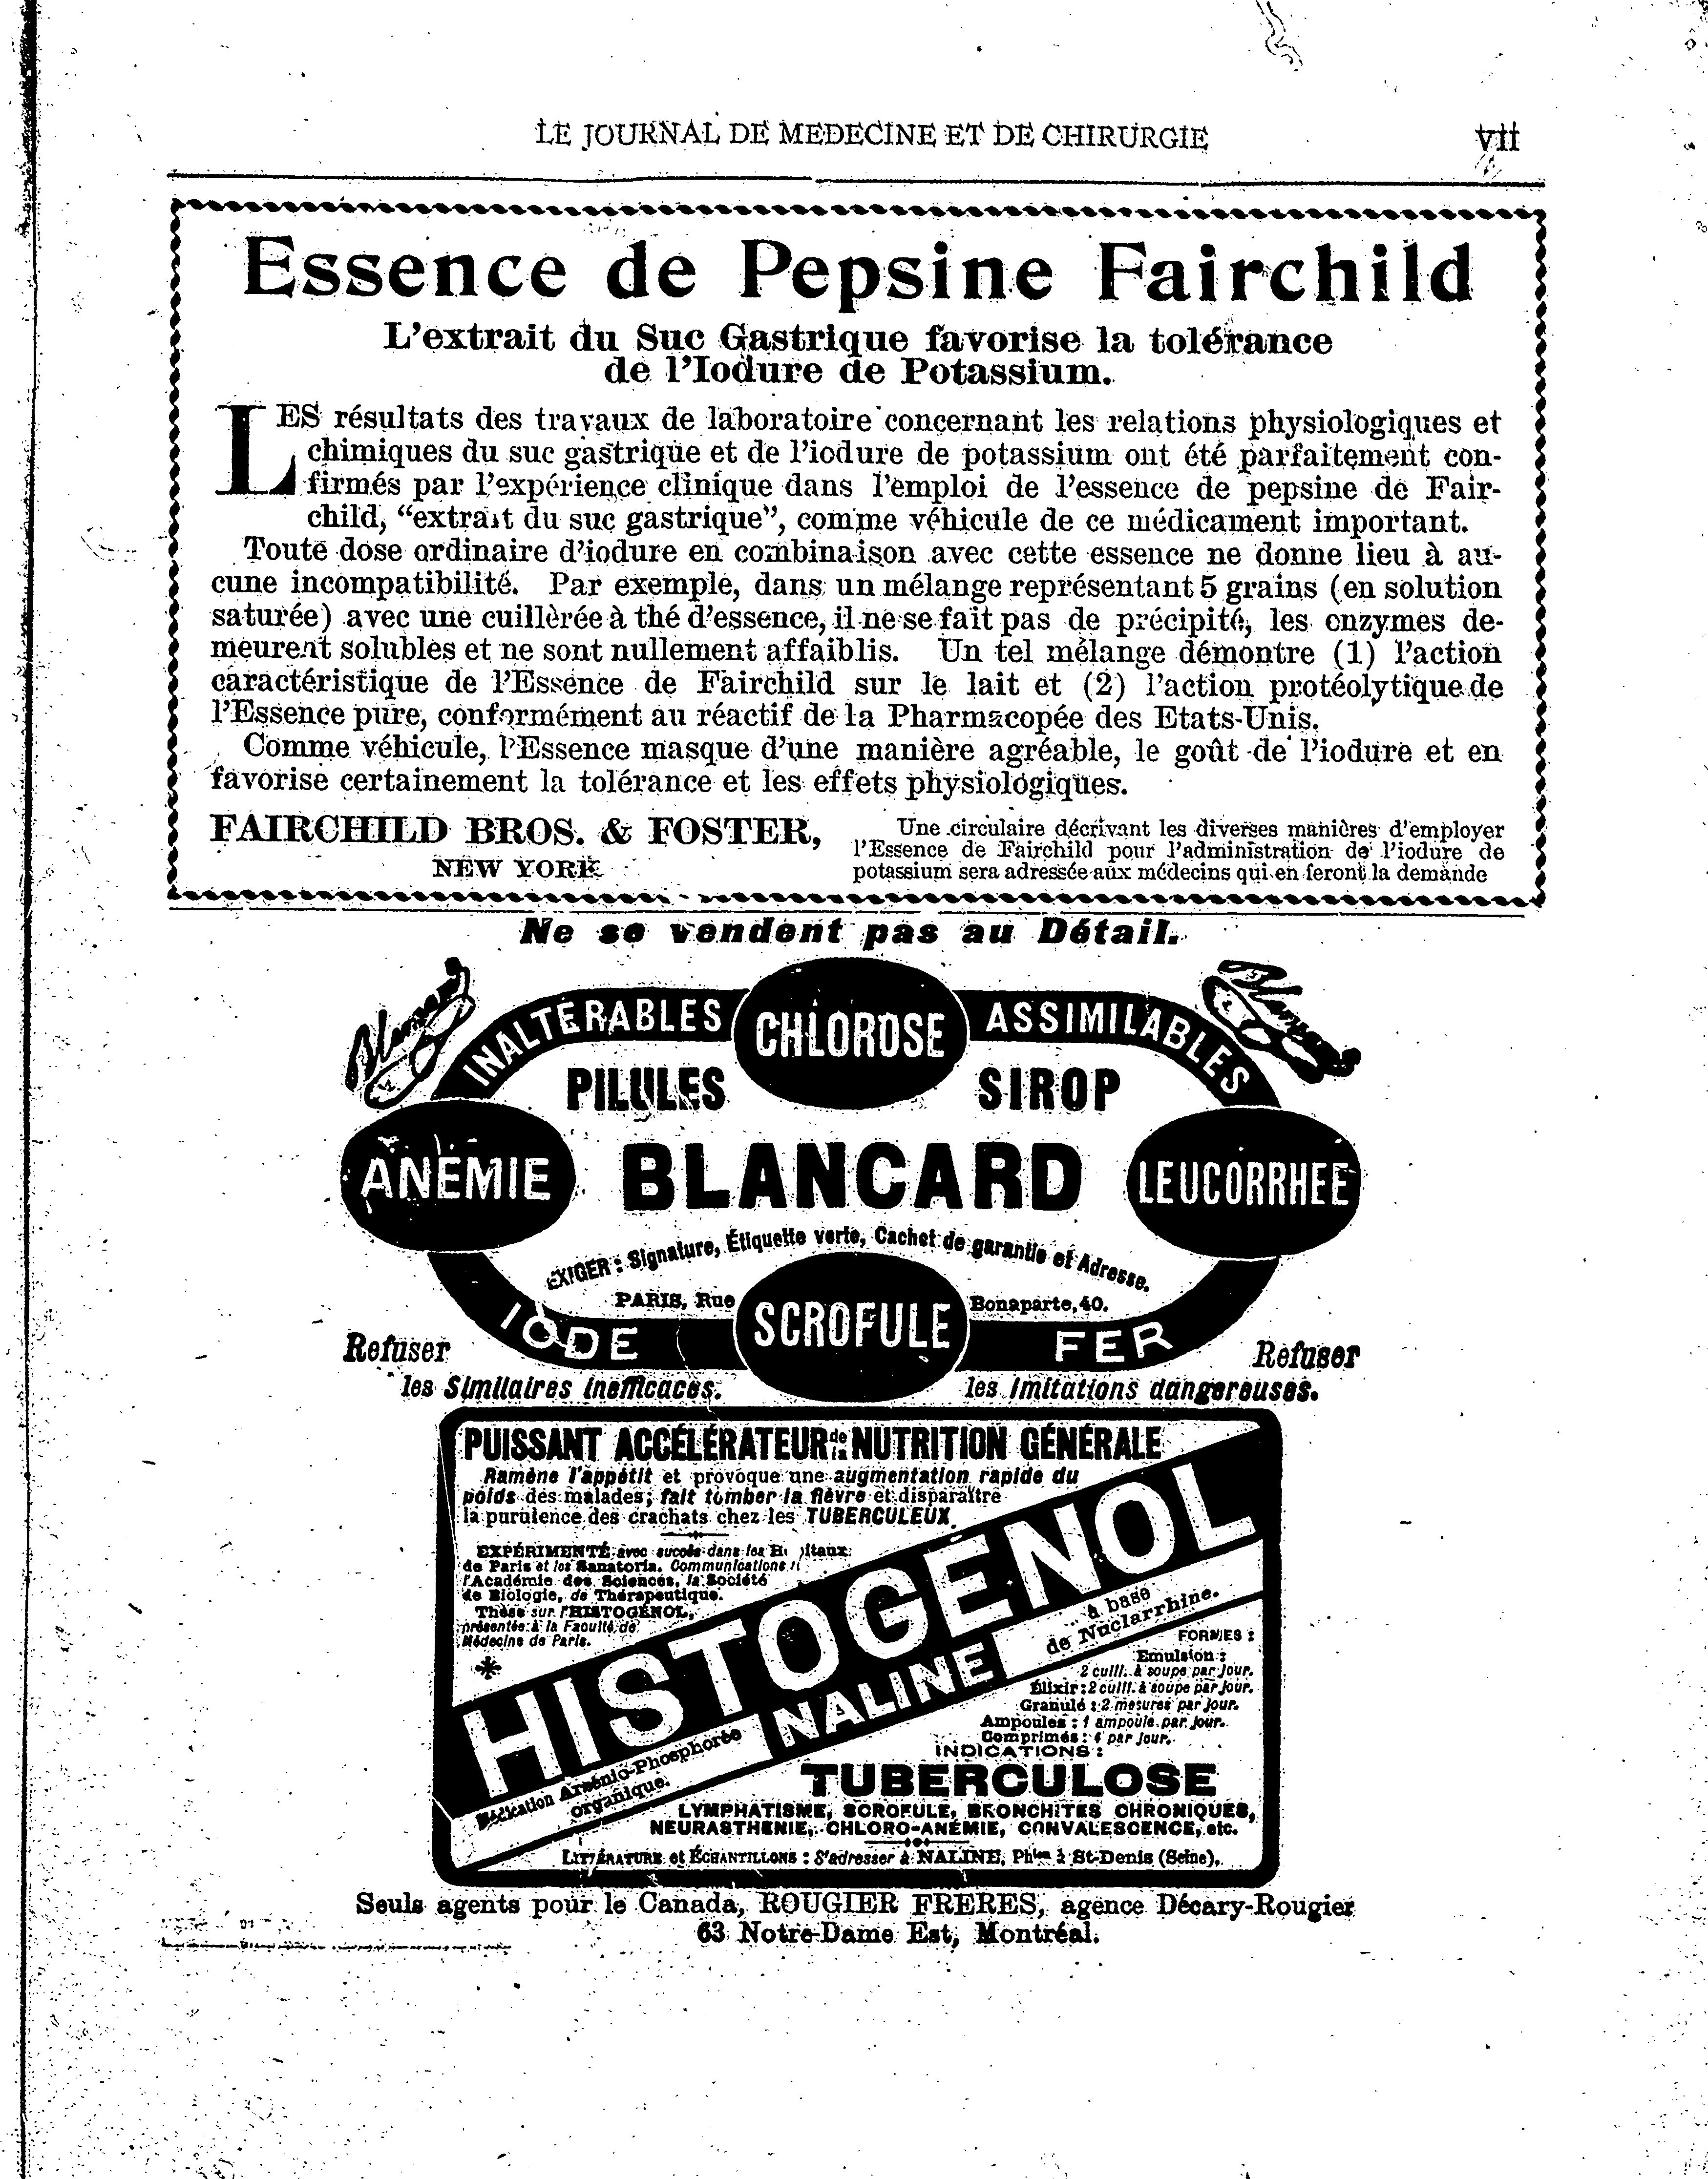 LE JOURNAL DE MEDECINE ET DE CHIRURGIE vii
Essence de Pepsine Fairchild
L'extrait du Suc Gastrique favorise la tolérance
de l'Iodure de Potassium.
LES résultats des travaux de laboratoire concernant les relations physiologiques et
chimiques du suc gastrique et de l'iodure de potassium ont été parfaitement con-
firmés par l'expérience clinique dans l'emploi de l'essence de pepsine de Fair-
child, “extrait du suc gastrique”, comme véhicule de ce médicament important.
Toute dose ordinaire d'iodure en combinaison avec cette essence ne donne lieu à au-
cune incompatibilité. Par exemple, dans un mélange représentant 5 grains (en solution
saturée) avec une cuillèrée à thé d'essence, il ne se fait pas de précipité, les enzymes de-
meurent solubles et ne sont nullement affaiblis. Un tel mélange démontre (1) l'action
caractéristique de l'Essence de Fairchild sur le lait et (2) l'action protéolytique de
l'Essence pure, conformément au réactif de la Pharmacopée des Etats-Unis.
Comme véhicule, l'Essence masque d'une manière agréable, le goût de l'iodure et en
favorise certainement la tolérance et les effets physiologiques.
FAIRCHILD BROS. & FOSTER,
NEW YORK
Une circulaire décrivant les diverses manières d'employer
l'Essence de Fairchild pour l'administration de l'iodure de
potassium sera adressée aux médecins qui en feront la demande
Ne se vendent pas au Détail.
Blancard Blancard
INALTÉRABLES CHLOROSE ASSIMILABLES
PILULES SIROP
ANÉMIE BLANCARD LEUCORRHÉE
EXIGER : Signature, Étiquette verte, Cachet de garantie et Adresse.
PARIS, Rue Bonaparte, 40.
IODE SCROFULE FER
Refuser Refuser
les Similaires inefficaces. les imitations dangereuses.
PUISSANT ACCÉLÉRATEUR de la NUTRITION GÉNÉRALE
Ramène l'appétit et provoque une augmentation rapide du
poids des malades; fait tomber la fièvre et disparaître
la purulence des crachats chez les TUBERCULEUX.
EXPÉRIMENTÉ avec succès dans les Hôpitaux
de Paris et les Sanatoria. Communications à
l'Académie des Sciences, la Société
de Biologie, de Thérapeutique.
Thèse sur l'HISTOGÉNOL,
présentée à la Faculté de
Médecine de Paris.
HISTOGÉNOL
NALINE
à base
de Nuclarrhine.
Médication Arsénio-Phosphorée
organique.
FORMES :
Emulsion :
2 cuill. à soupe par jour.
Élixir : 2 cuill. à soupe par jour.
Granulé : 2 mesures par jour.
Ampoules : 1 ampoule par jour.
Comprimés : 4 par jour.
INDICATIONS :
TUBERCULOSE
LYMPHATISME, SCROFULE, BRONCHITES CHRONIQUES,
NEURASTHENIE, CHLORO-ANÉMIE, CONVALESCENCE, etc.
LITTÉRATURE et ÉCHANTILLONS : S'adresser à NALINE, Phien à St-Denis (Seine).
Seuls agents pour le Canada, ROUGIER FRERES, agence Décary-Rougier
63 Notre-Dame Est, Montréal.